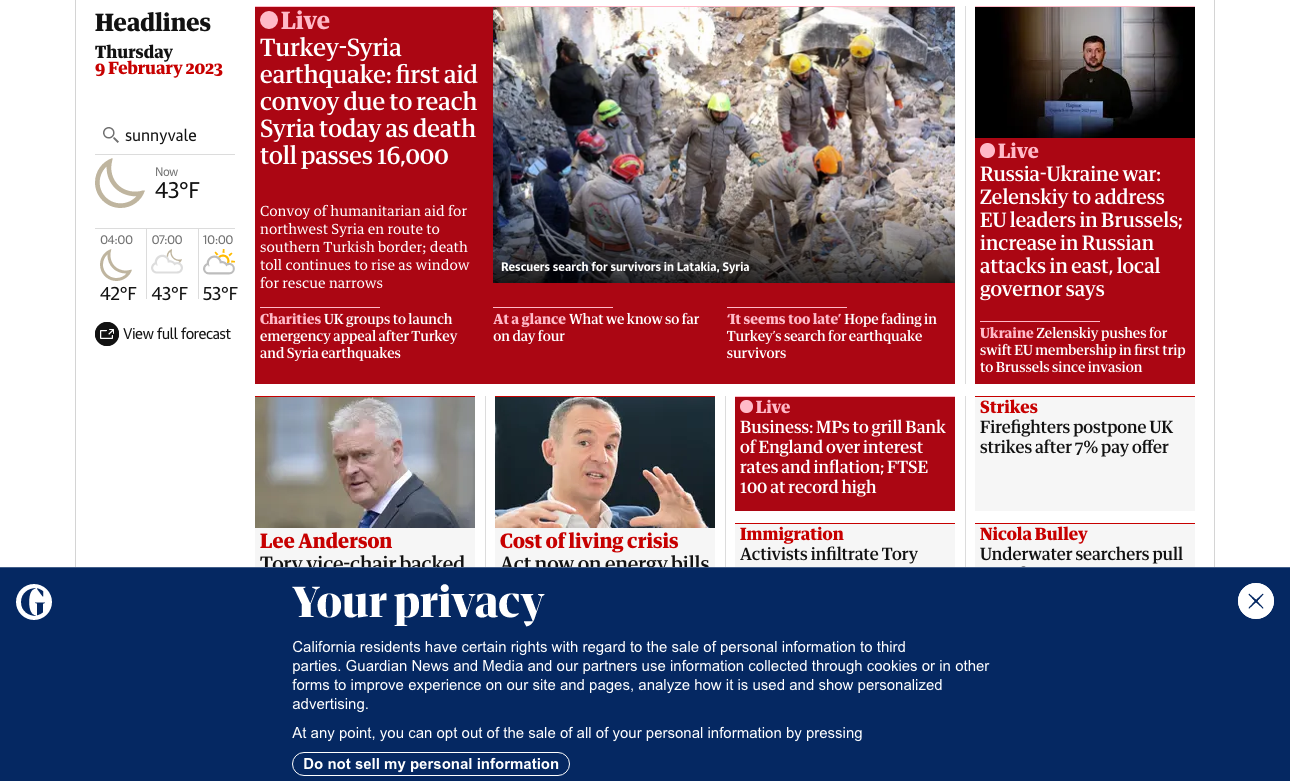 Headlines
Thursday
9 February 2023
sunnyvale
Now
43°F
04:00
42°F
07:00
43°F
10:00
53°F
View full forecast
Live
Turkey-Syria
earthquake: first aid
convoy due to reach
Syria today as death
toll passes 16,000
Convoy of humanitarian aid for
northwest Syria en route to
southern Turkish border; death
toll continues to rise as window
for rescue narrows
Rescuers search for survivors in Latakia, Syria
Charities UK groups to launch
emergency appeal after Turkey
and Syria earthquakes
At a glance What we know so far
on day four
‘It seems too late’ Hope fading in
Turkey’s search for earthquake
survivors
Live
Russia-Ukraine war:
Zelenskiy to address
EU leaders in Brussels;
increase in Russian
attacks in east, local
governor says
Ukraine Zelenskiy pushes for
swift EU membership in first trip
to Brussels since invasion
Lee Anderson
Tory vice-chair backed
Cost of living crisis
Act now on energy bills
Live
Business: MPs to grill Bank
of England over interest
rates and inflation; FTSE
100 at record high
Immigration
Activists infiltrate Tory
Strikes
Firefighters postpone UK
strikes after 7% pay offer
Nicola Bulley
Underwater searchers pull
Your privacy
California residents have certain rights with regard to the sale of personal information to third
parties. Guardian News and Media and our partners use information collected through cookies or in other
forms to improve experience on our site and pages, analyze how it is used and show personalized
advertising.
At any point, you can opt out of the sale of all of your personal information by pressing
Do not sell my personal information